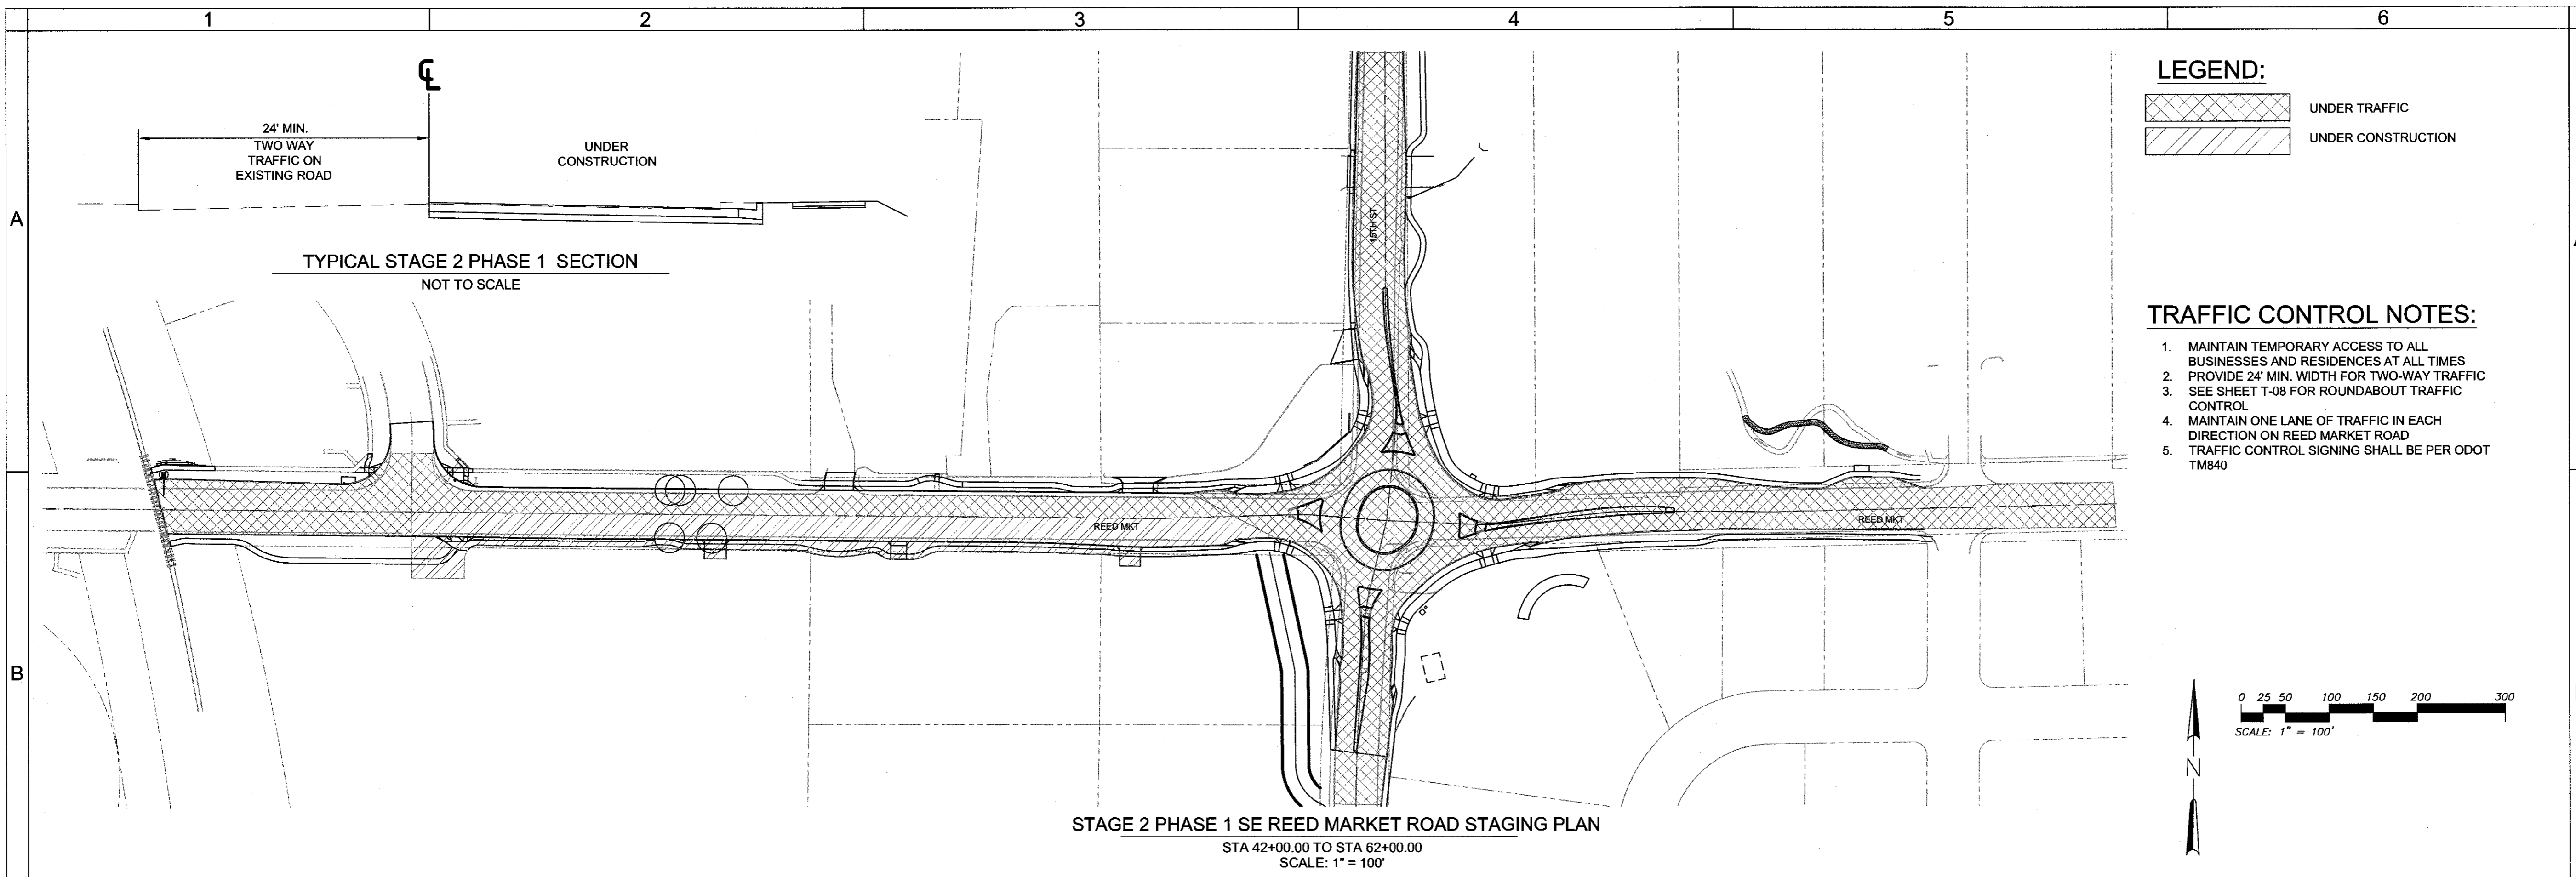 1 2 3 4 5 6
A
B
℄
24' MIN.
TWO WAY
TRAFFIC ON
EXISTING ROAD
UNDER
CONSTRUCTION
TYPICAL STAGE 2 PHASE 1 SECTION
NOT TO SCALE
15TH ST
REED MKT
REED MKT
LEGEND:
UNDER TRAFFIC
UNDER CONSTRUCTION
TRAFFIC CONTROL NOTES:
1. MAINTAIN TEMPORARY ACCESS TO ALL
BUSINESSES AND RESIDENCES AT ALL TIMES
2. PROVIDE 24' MIN. WIDTH FOR TWO-WAY TRAFFIC
3. SEE SHEET T-08 FOR ROUNDABOUT TRAFFIC
CONTROL
4. MAINTAIN ONE LANE OF TRAFFIC IN EACH
DIRECTION ON REED MARKET ROAD
5. TRAFFIC CONTROL SIGNING SHALL BE PER ODOT
TM840
N
0 25 50 100 150 200 300
SCALE: 1" = 100'
STAGE 2 PHASE 1 SE REED MARKET ROAD STAGING PLAN
STA 42+00.00 TO STA 62+00.00
SCALE: 1" = 100'